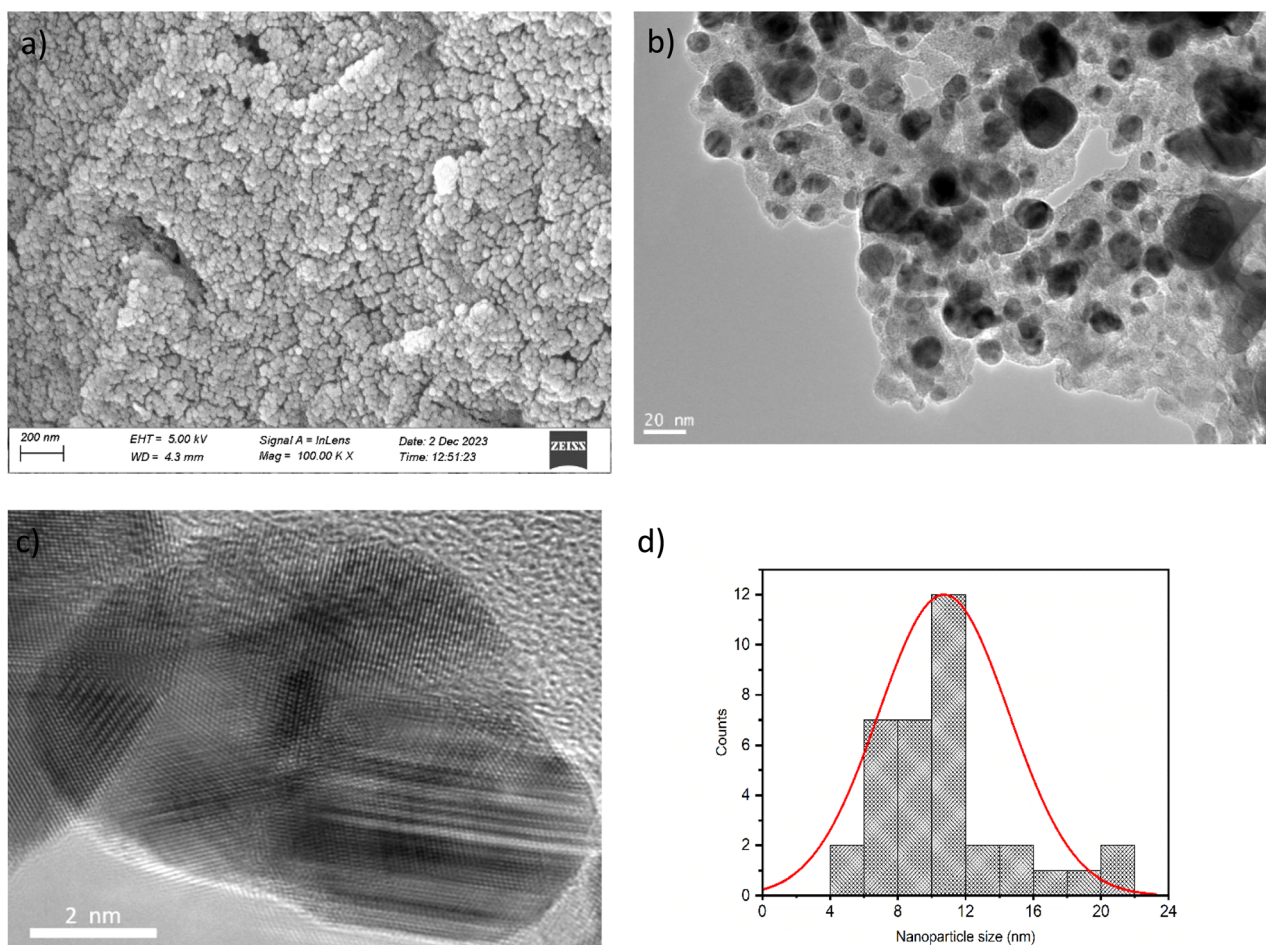 a)
200 nm
EHT = 5.00 kV
WD = 4.3 mm
Signal A = InLens
Mag = 100.00 K X
Date: 2 Dec 2023
Time: 12:51:23
ZEISS
b)
20 nm
c)
2 nm
d)
12
10
8
6
4
2
0
Counts
0 4 8 12 16 20 24
Nanoparticle size (nm)